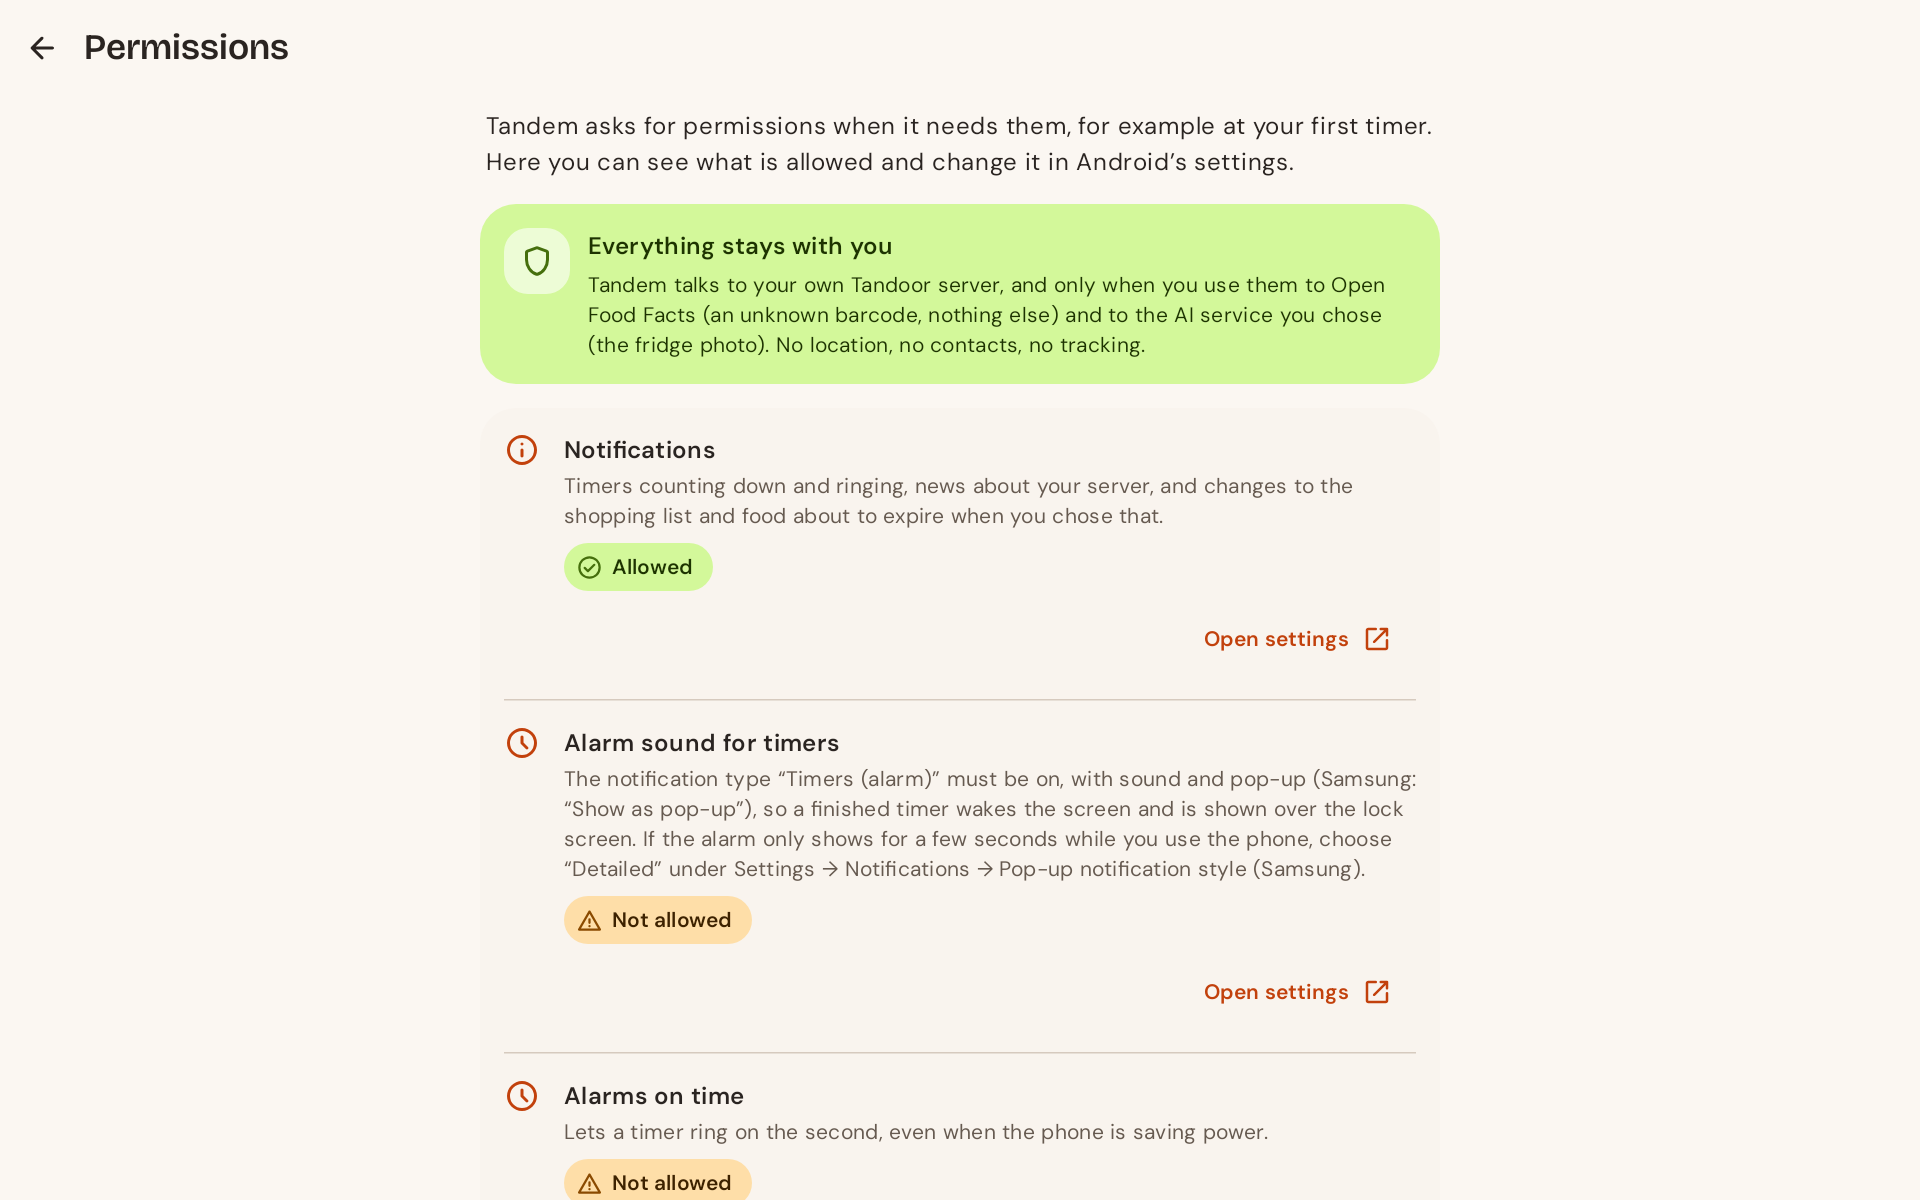 Permissions
Tandem asks for permissions when it needs them, for example at your first timer.
Here you can see what is allowed and change it in Android’s settings.
Everything stays with you
Tandem talks to your own Tandoor server, and only when you use them to Open
Food Facts (an unknown barcode, nothing else) and to the AI service you chose
(the fridge photo). No location, no contacts, no tracking.
Notifications
Timers counting down and ringing, news about your server, and changes to the
shopping list and food about to expire when you chose that.
Allowed
Open settings
Alarm sound for timers
The notification type “Timers (alarm)” must be on, with sound and pop-up (Samsung:
“Show as pop-up”), so a finished timer wakes the screen and is shown over the lock
screen. If the alarm only shows for a few seconds while you use the phone, choose
“Detailed” under Settings → Notifications → Pop-up notification style (Samsung).
Not allowed
Open settings
Alarms on time
Lets a timer ring on the second, even when the phone is saving power.
Not allowed